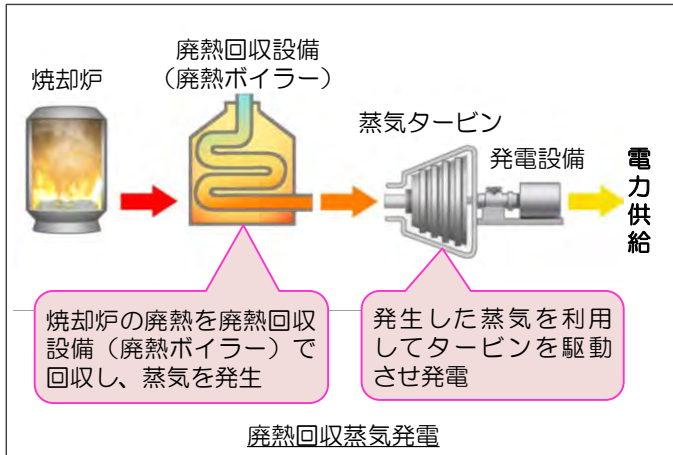 焼却炉
廃熱回収設備
（廃熱ボイラー）
蒸気タービン
発電設備
電力供給
焼却炉の廃熱を廃熱回収
設備（廃熱ボイラー）で
回収し、蒸気を発生
発生した蒸気を利用
してタービンを駆動
させ発電
廃熱回収蒸気発電